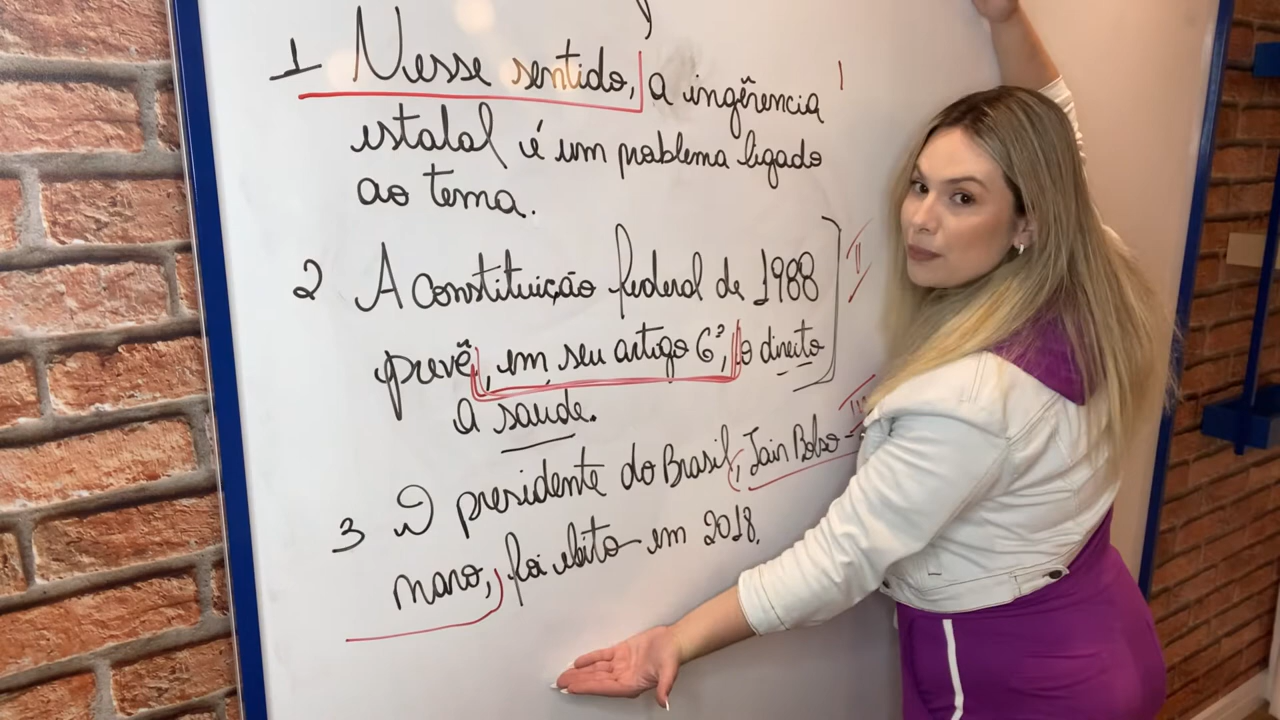 1 Nesse sentido, a ingêrencia
estatal é um problema ligado
ao tema.
2 A Constituição federal de 1988
prevê, em seu artigo 6º, o direito
a saúde.
3 O presidente do Brasil, Jair Bolso-
naro, foi eleito em 2018.